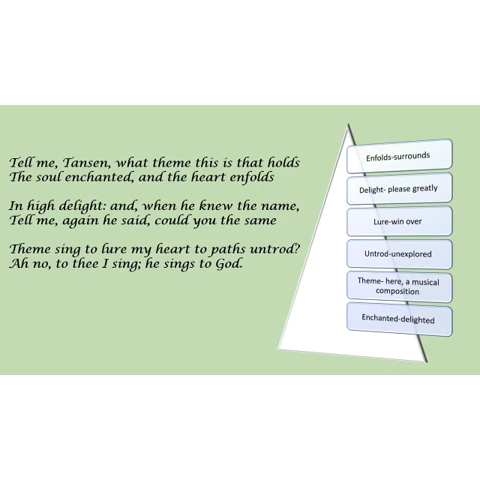 Tell me, Tansen, what theme this is that holds
The soul enchanted, and the heart enfolds
In high delight: and, when he knew the name,
Tell me, again he said, could you the same
Theme sing to lure my heart to paths untrod?
Ah no, to thee I sing; he sings to God.
Enfolds-surrounds
Delight- please greatly
Lure-win over
Untrod-unexplored
Theme- here, a musical
composition
Enchanted-delighted